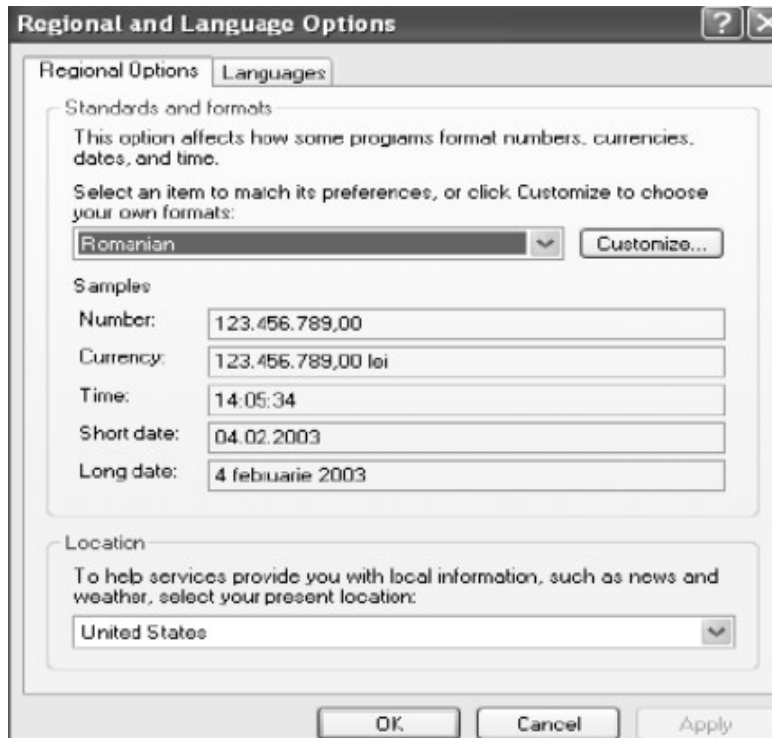 Regional and Language Options
Regional Options Languages
Standards and formats
This option affects how some programs format numbers, currencies,
dates, and time.
Select an item to match its preferences, or click Customize to choose
your own formats:
Romanian Customize...
Samples
Number: 123.456.789,00
Currency: 123.456.789,00 lei
Time: 14:05:34
Short date: 04.02.2003
Long date: 4 februarie 2003
Location
To help services provide you with local information, such as news and
weather, select your present location:
United States
OK Cancel Apply